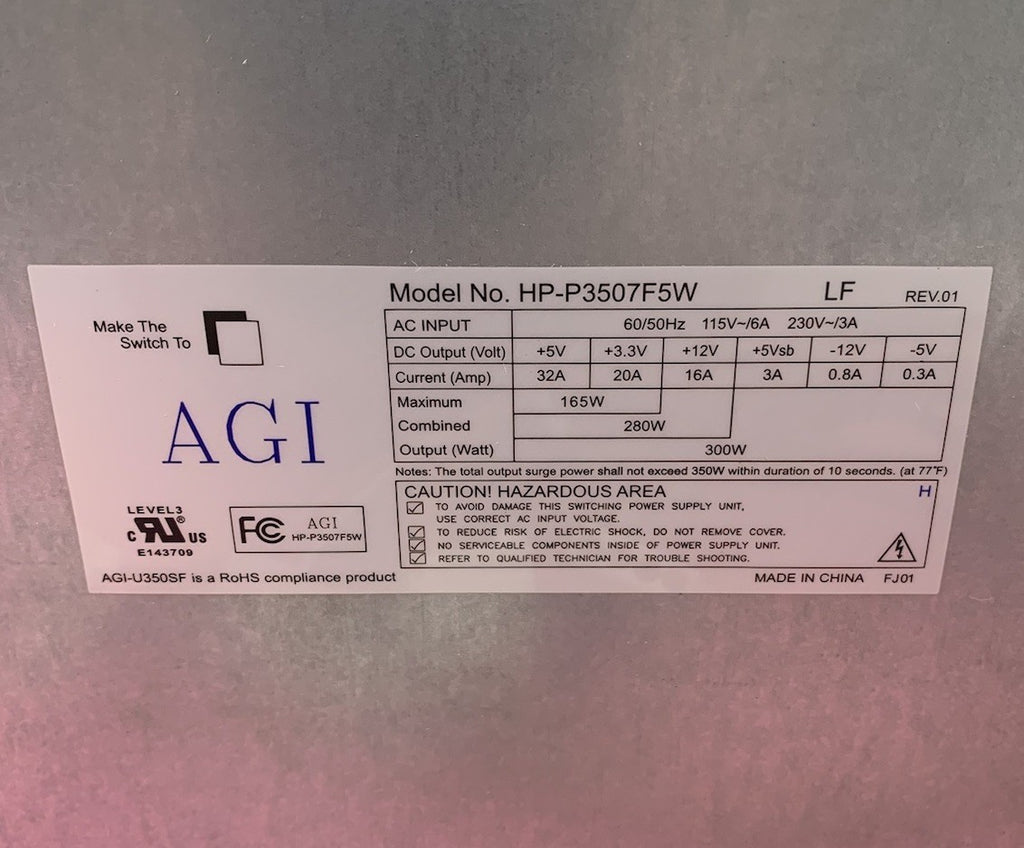 Model No. HP-P3507F5W LF REV.01
Make The
Switch To
AGI
AC INPUT 60/50Hz 115V~/6A 230V~/3A
DC Output (Volt) +5V +3.3V +12V +5Vsb -12V -5V
Current (Amp) 32A 20A 16A 3A 0.8A 0.3A
Maximum 165W
Combined 280W
Output (Watt) 300W
Notes: The total output surge power shall not exceed 350W within duration of 10 seconds. (at 77°F)
CAUTION! HAZARDOUS AREA H
TO AVOID DAMAGE THIS SWITCHING POWER SUPPLY UNIT,
USE CORRECT AC INPUT VOLTAGE.
TO REDUCE RISK OF ELECTRIC SHOCK, DO NOT REMOVE COVER.
NO SERVICEABLE COMPONENTS INSIDE OF POWER SUPPLY UNIT.
REFER TO QUALIFIED TECHNICIAN FOR TROUBLE SHOOTING.
LEVEL3
c RU® US
E143709
FC AGI
HP-P3507F5W
AGI-U350SF is a RoHS compliance product
MADE IN CHINA FJ01